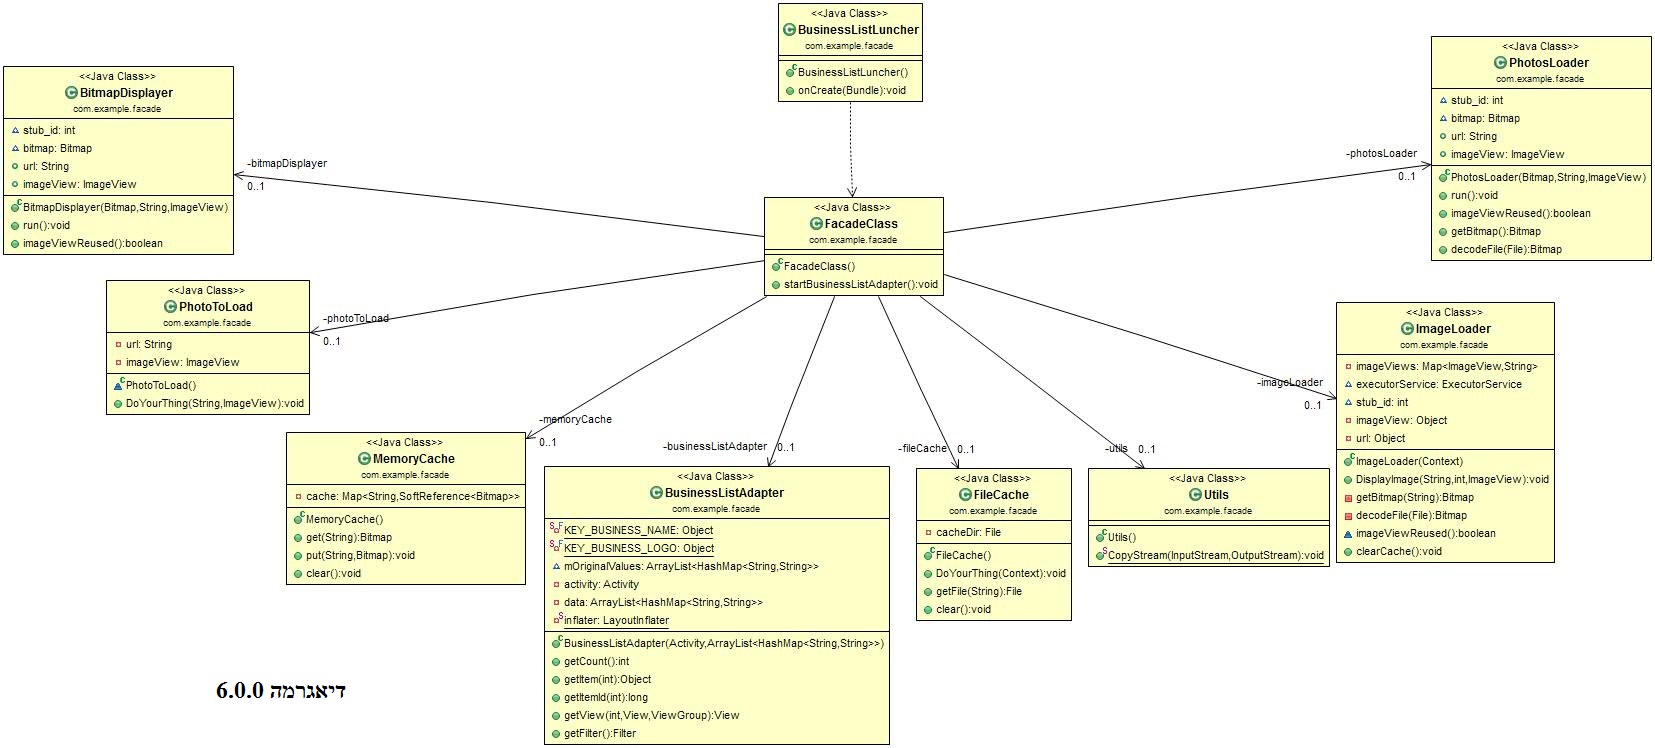 <<Java Class>>
BusinessListLuncher
com.example.facade
BusinessListLuncher()
onCreate(Bundle):void
<<Java Class>>
BitmapDisplayer
com.example.facade
stub_id: int
bitmap: Bitmap
url: String
imageView: ImageView
BitmapDisplayer(Bitmap,String,ImageView)
run():void
imageViewReused():boolean
-bitmapDisplayer
0..1
<<Java Class>>
PhotosLoader
com.example.facade
stub_id: int
bitmap: Bitmap
url: String
imageView: ImageView
PhotosLoader(Bitmap,String,ImageView)
run():void
imageViewReused():boolean
getBitmap():Bitmap
decodeFile(File):Bitmap
-photosLoader
0..1
<<Java Class>>
FacadeClass
com.example.facade
FacadeClass()
startBusinessListAdapter():void
<<Java Class>>
PhotoToLoad
com.example.facade
url: String
imageView: ImageView
PhotoToLoad()
DoYourThing(String,ImageView):void
-photoToLoad
0..1
<<Java Class>>
ImageLoader
com.example.facade
imageViews: Map<ImageView,String>
executorService: ExecutorService
stub_id: int
imageView: Object
url: Object
ImageLoader(Context)
DisplayImage(String,int,ImageView):void
getBitmap(String):Bitmap
decodeFile(File):Bitmap
imageViewReused():boolean
clearCache():void
-imageLoader
0..1
<<Java Class>>
MemoryCache
com.example.facade
cache: Map<String,SoftReference<Bitmap>>
MemoryCache()
get(String):Bitmap
put(String,Bitmap):void
clear():void
-memoryCache
0..1
<<Java Class>>
BusinessListAdapter
com.example.facade
KEY_BUSINESS_NAME: Object
KEY_BUSINESS_LOGO: Object
mOriginalValues: ArrayList<HashMap<String,String>>
activity: Activity
data: ArrayList<HashMap<String,String>>
inflater: LayoutInflater
BusinessListAdapter(Activity,ArrayList<HashMap<String,String>>)
getCount():int
getItem(int):Object
getItemId(int):long
getView(int,View,ViewGroup):View
getFilter():Filter
-businessListAdapter
0..1
<<Java Class>>
FileCache
com.example.facade
cacheDir: File
FileCache()
DoYourThing(Context):void
getFile(String):File
clear():void
-fileCache
0..1
<<Java Class>>
Utils
com.example.facade
Utils()
CopyStream(InputStream,OutputStream):void
-utils
0..1
דיאגרמה 6.0.0